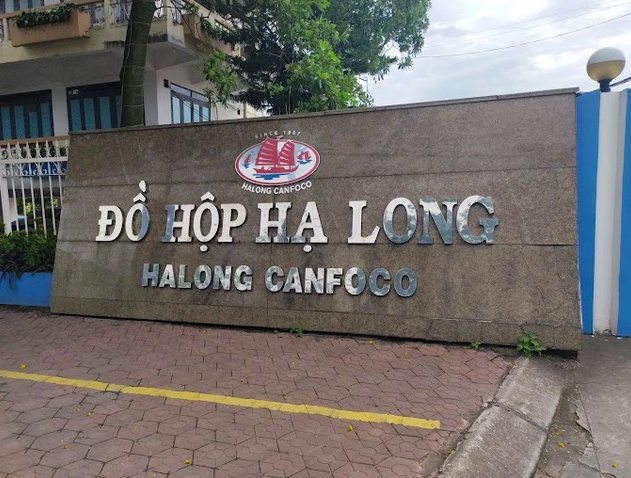 SINCE 1957
HALONG CANFOCO
ĐỒ HỘP HẠ LONG
HALONG CANFOCO